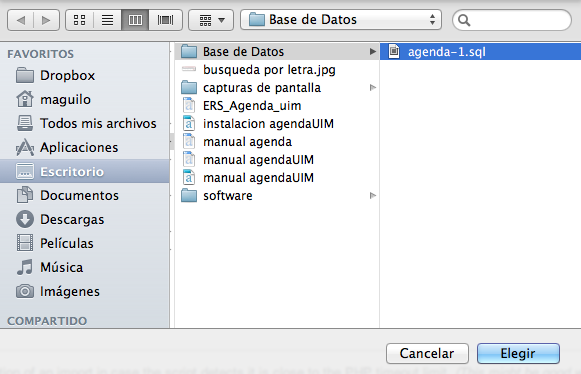 Base de Datos
FAVORITOS
Dropbox
maguilo
Todos mis archivos
Aplicaciones
Escritorio
Documentos
Descargas
Películas
Música
Imágenes
COMPARTIDO
Base de Datos
busqueda por letra.jpg
capturas de pantalla
ERS_Agenda_uim
instalacion agendaUIM
manual agenda
manual agendaUIM
manual agendaUIM
software
agenda-1.sql
Cancelar
Elegir